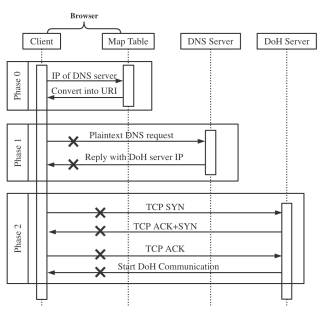 Browser
Client
Map Table
DNS Server
DoH Server
Phase 0
IP of DNS server
Convert into URI
Phase 1
Plaintext DNS request
Reply with DoH server IP
Phase 2
TCP SYN
TCP ACK+SYN
TCP ACK
Start DoH Communication